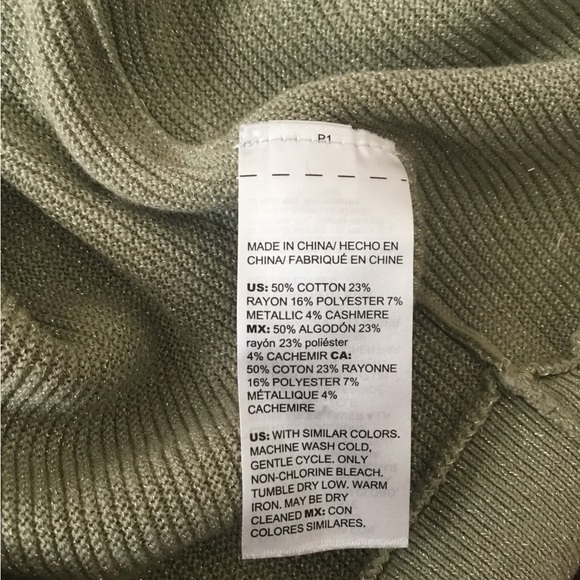 P1
MADE IN CHINA/ HECHO EN
CHINA/ FABRIQUÉ EN CHINE
US: 50% COTTON 23%
RAYON 16% POLYESTER 7%
METALLIC 4% CASHMERE
MX: 50% ALGODÓN 23%
rayón 23% poliéster
4% CACHEMIR CA:
50% COTON 23% RAYONNE
16% POLYESTER 7%
MÉTALLIQUE 4%
CACHEMIRE
US: WITH SIMILAR COLORS.
MACHINE WASH COLD,
GENTLE CYCLE. ONLY
NON-CHLORINE BLEACH.
TUMBLE DRY LOW. WARM
IRON. MAY BE DRY
CLEANED MX: CON
COLORES SIMILARES.